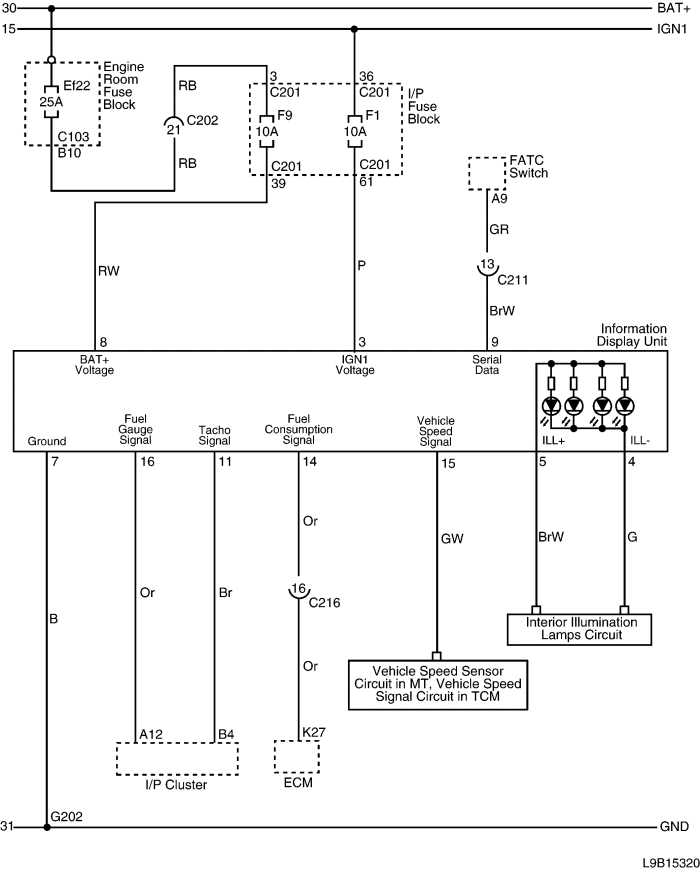 30
BAT+
15
IGN1
Engine
Room
Fuse
Block
Ef22
25A
C103
B10
RB
21
C202
RB
3
36
C201
C201
I/P
Fuse
Block
F9
F1
10A
10A
C201
C201
39
61
FATC
Switch
A9
GR
13
C211
BrW
RW
P
8
3
9
Information
Display Unit
BAT+
Voltage
IGN1
Voltage
Serial
Data
Ground
Fuel
Gauge
Signal
Tacho
Signal
Fuel
Consumption
Signal
Vehicle
Speed
Signal
ILL+
ILL-
7
16
11
14
15
5
4
Or
GW
BrW
G
B
Or
Br
16
C216
Or
Interior Illumination
Lamps Circuit
Vehicle Speed Sensor
Circuit in MT, Vehicle Speed
Signal Circuit in TCM
A12
B4
K27
I/P Cluster
ECM
G202
31
GND
L9B15320